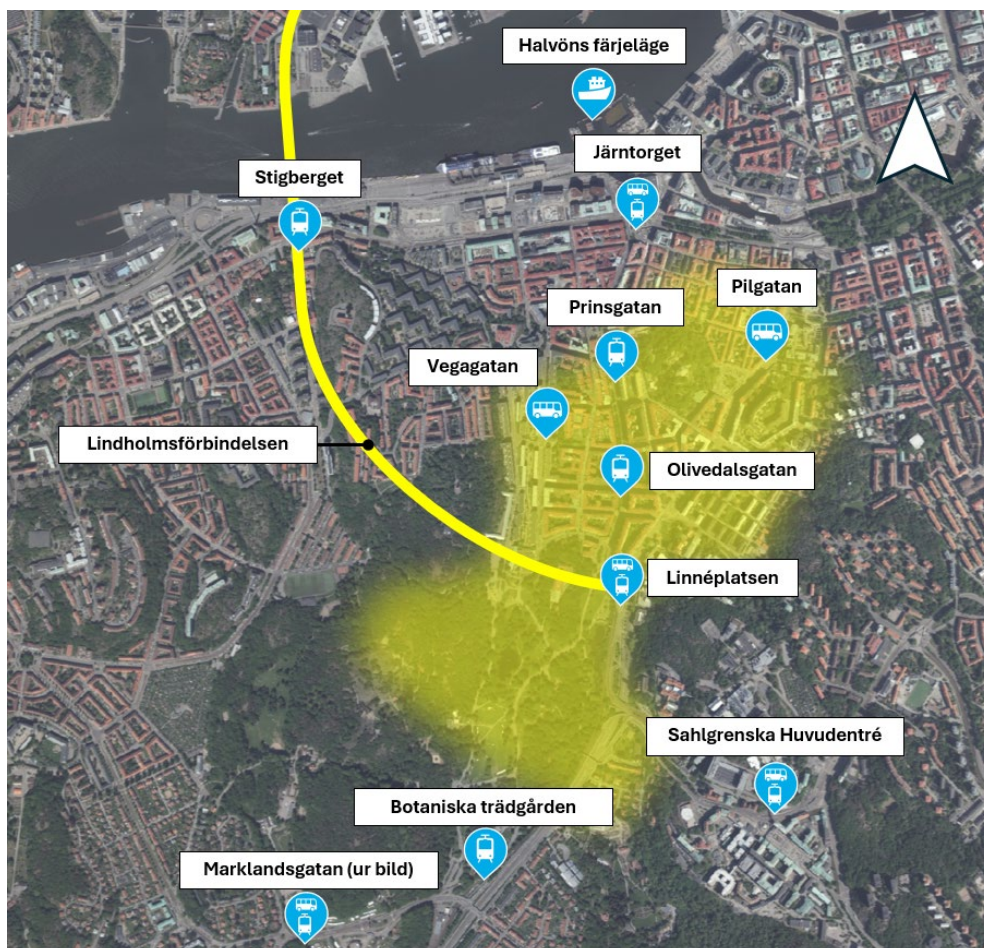 Halvöns färjeläge
Järntorget
Stigberget
Pilgatan
Prinsgatan
Vegagatan
Lindholmsförbindelsen
Olivedalsgatan
Linnéplatsen
Sahlgrenska Huvudentré
Botaniska trädgården
Marklandsgatan (ur bild)